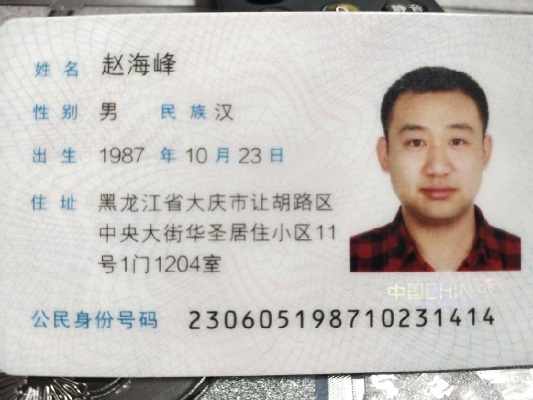 姓名 赵海峰
性别 男 民族 汉
出生 1987 年 10 月 23 日
住址 黑龙江省大庆市让胡路区
中央大街华圣居住小区11
号1门1204室
中国CHINA
公民身份号码 230605198710231414